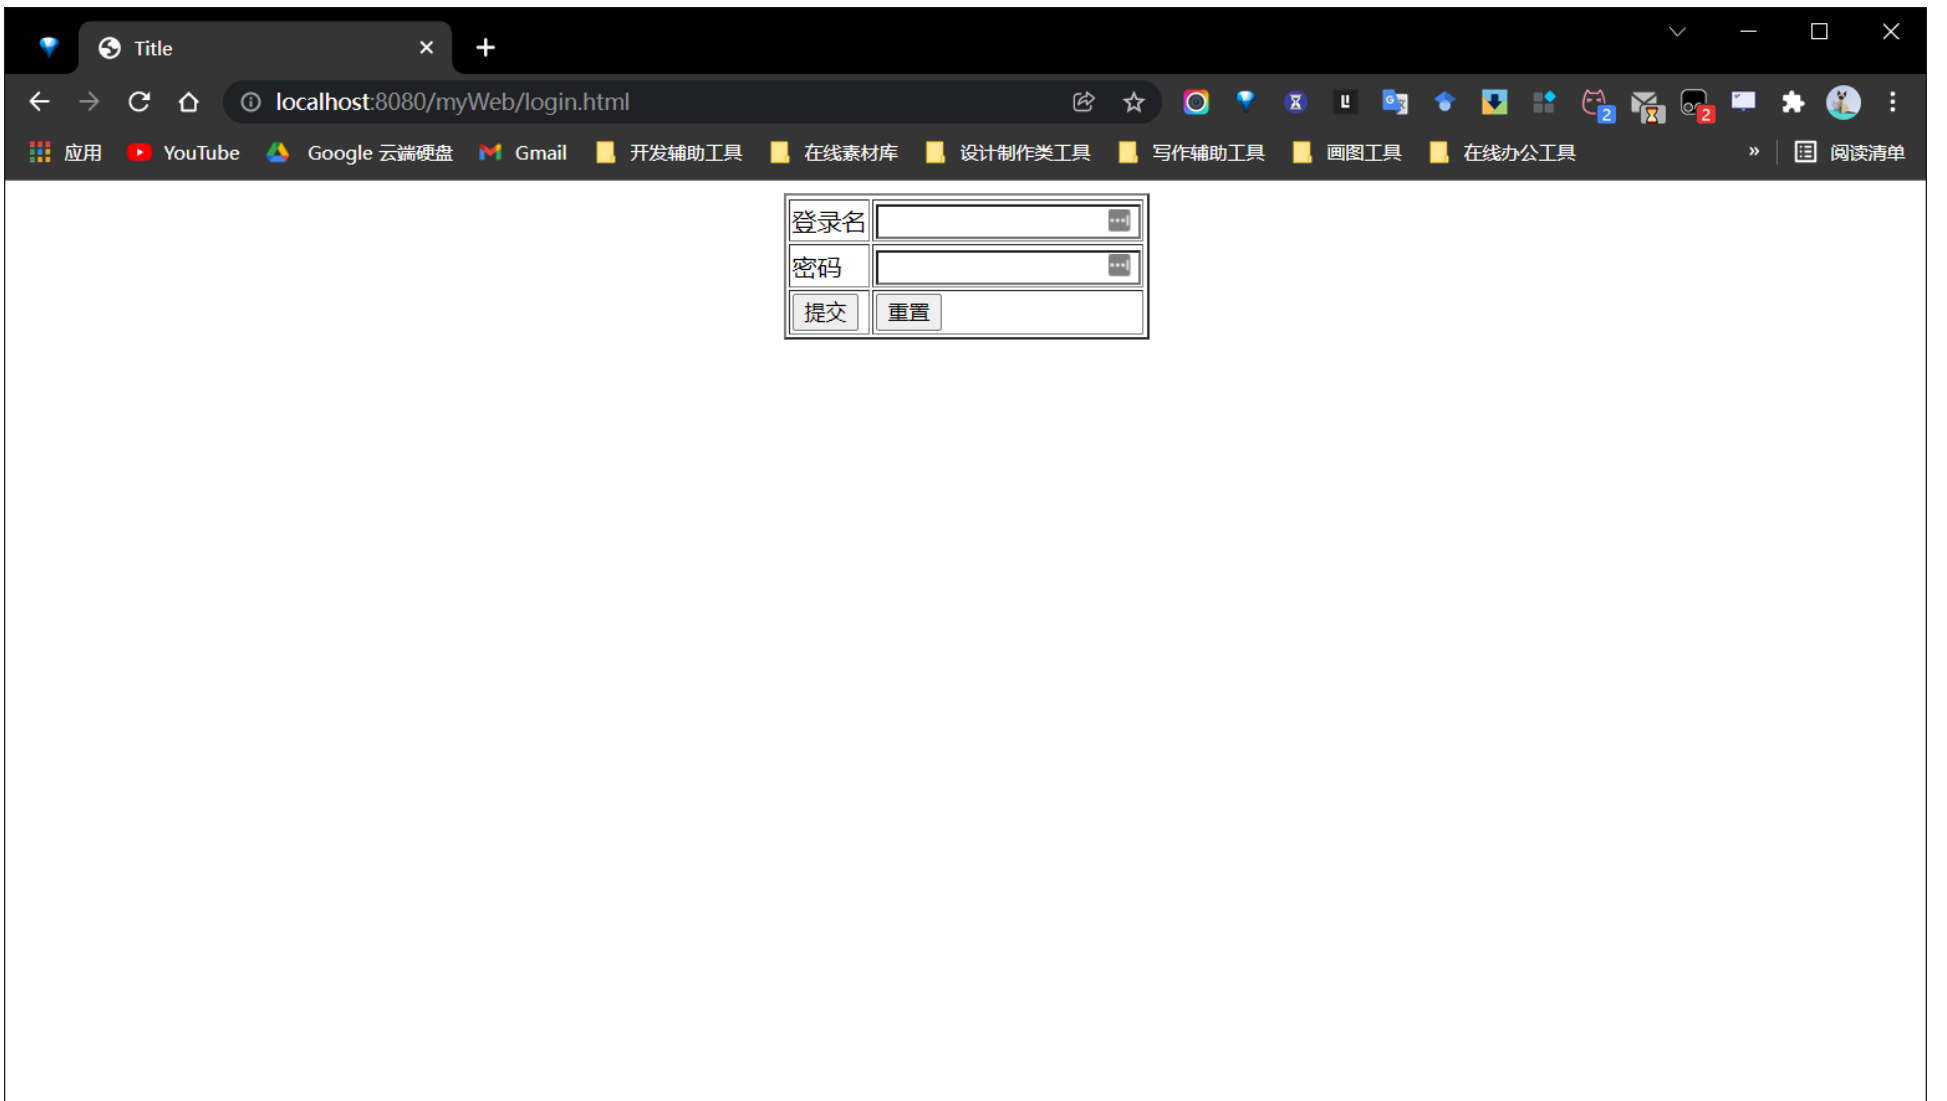 Title
localhost:8080/myWeb/login.html
2 2
应用 YouTube Google 云端硬盘 Gmail 开发辅助工具 在线素材库 设计制作类工具 写作辅助工具 画图工具 在线办公工具 » 阅读清单
登录名
密码
提交 重置